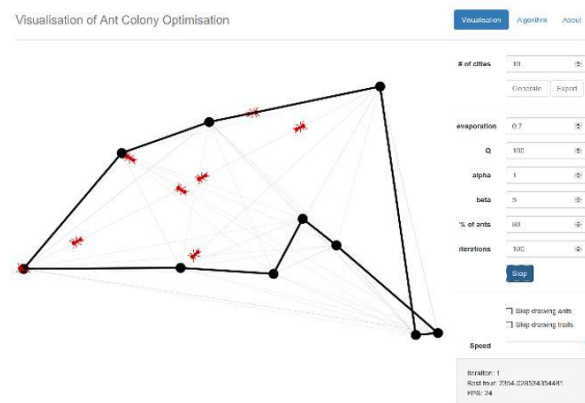 Visualisation of Ant Colony Optimisation
Visualisation Algorithm About
# of cities 10
Generate Export
evaporation 0.7
Q 100
alpha 1
beta 5
% of ants 80
iterations 100
Stop
Skip drawing ants
Skip drawing trails
Speed
Iteration: 1
Best tour:
FPS: 24